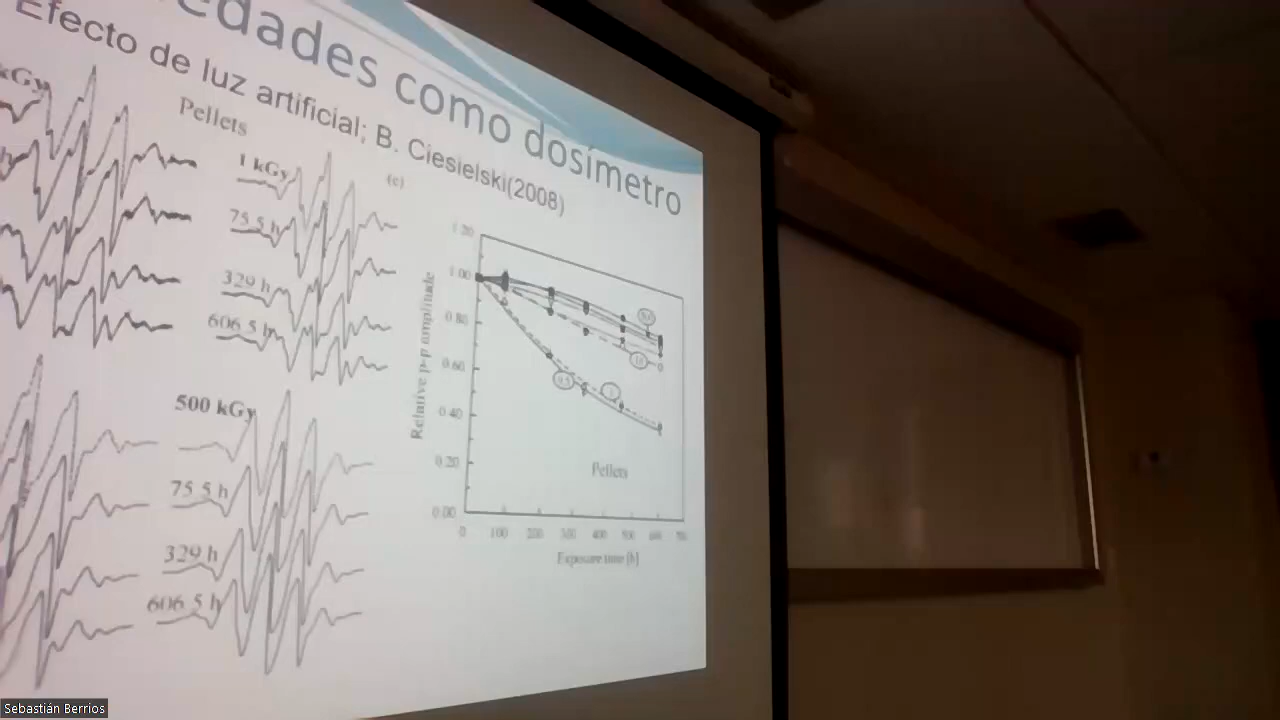 edades como dosímetro
Efecto de luz artificial; B. Ciesielski(2008)
kGy
Pellets
1 kGy
75.5 h
329 h
606.5 h
500 kGy
75.5 h
329 h
606.5 h
(c)
1.20
1.00
0.80
0.60
0.40
0.20
0.00
Relative p-p amplitude
Pellets
0 100 200 300 400 500 600 700
Exposure time [h]
Sebastián Berrios